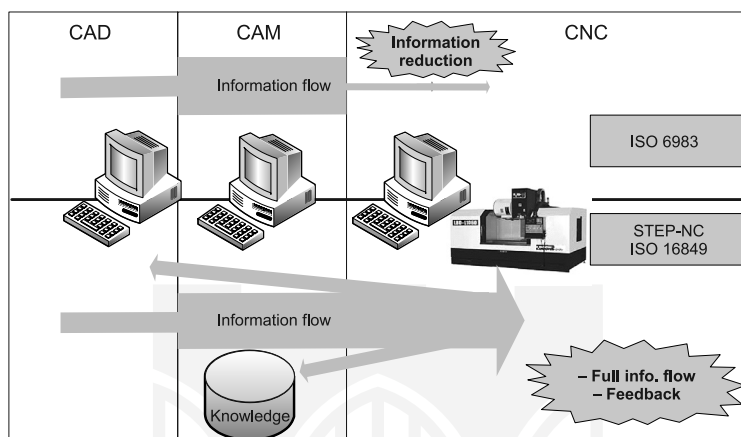 CAD
CAM
CNC
Information
reduction
Information flow
ISO 6983
STEP-NC
ISO 16849
Information flow
Knowledge
– Full info. flow
– Feedback